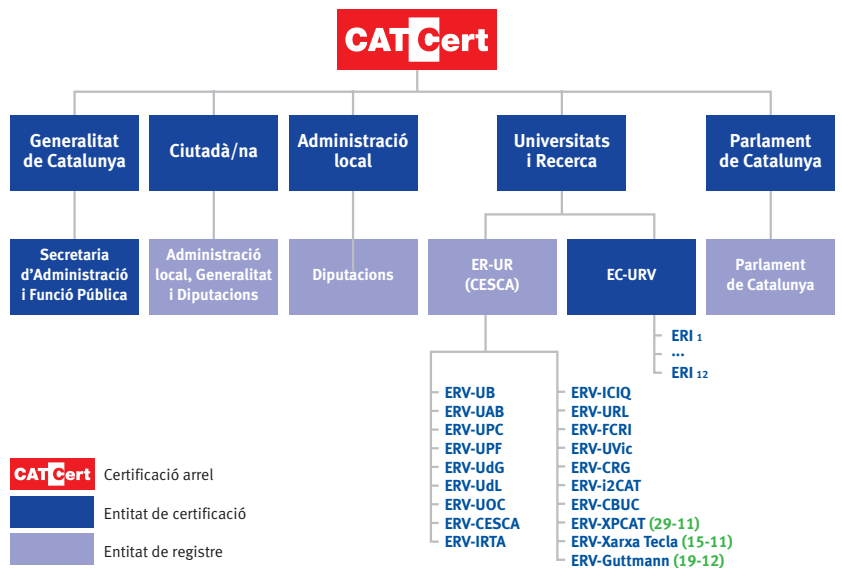 CATCert
Generalitat
de Catalunya
Ciutadà/na
Administració
local
Universitats
i Recerca
Parlament
de Catalunya
Secretaria
d'Administració
i Funció Pública
Administració
local, Generalitat
i Diputacions
Diputacions
ER-UR
(CESCA)
EC-URV
Parlament
de Catalunya
ERI 1
...
ERI 12
ERV-UB
ERV-UAB
ERV-UPC
ERV-UPF
ERV-UdG
ERV-UdL
ERV-UOC
ERV-CESCA
ERV-IRTA
ERV-ICIQ
ERV-URL
ERV-FCRI
ERV-UVic
ERV-CRG
ERV-i2CAT
ERV-CBUC
ERV-XPCAT (29-11)
ERV-Xarxa Tecla (15-11)
ERV-Guttmann (19-12)
CATCert Certificació arrel
Entitat de certificació
Entitat de registre